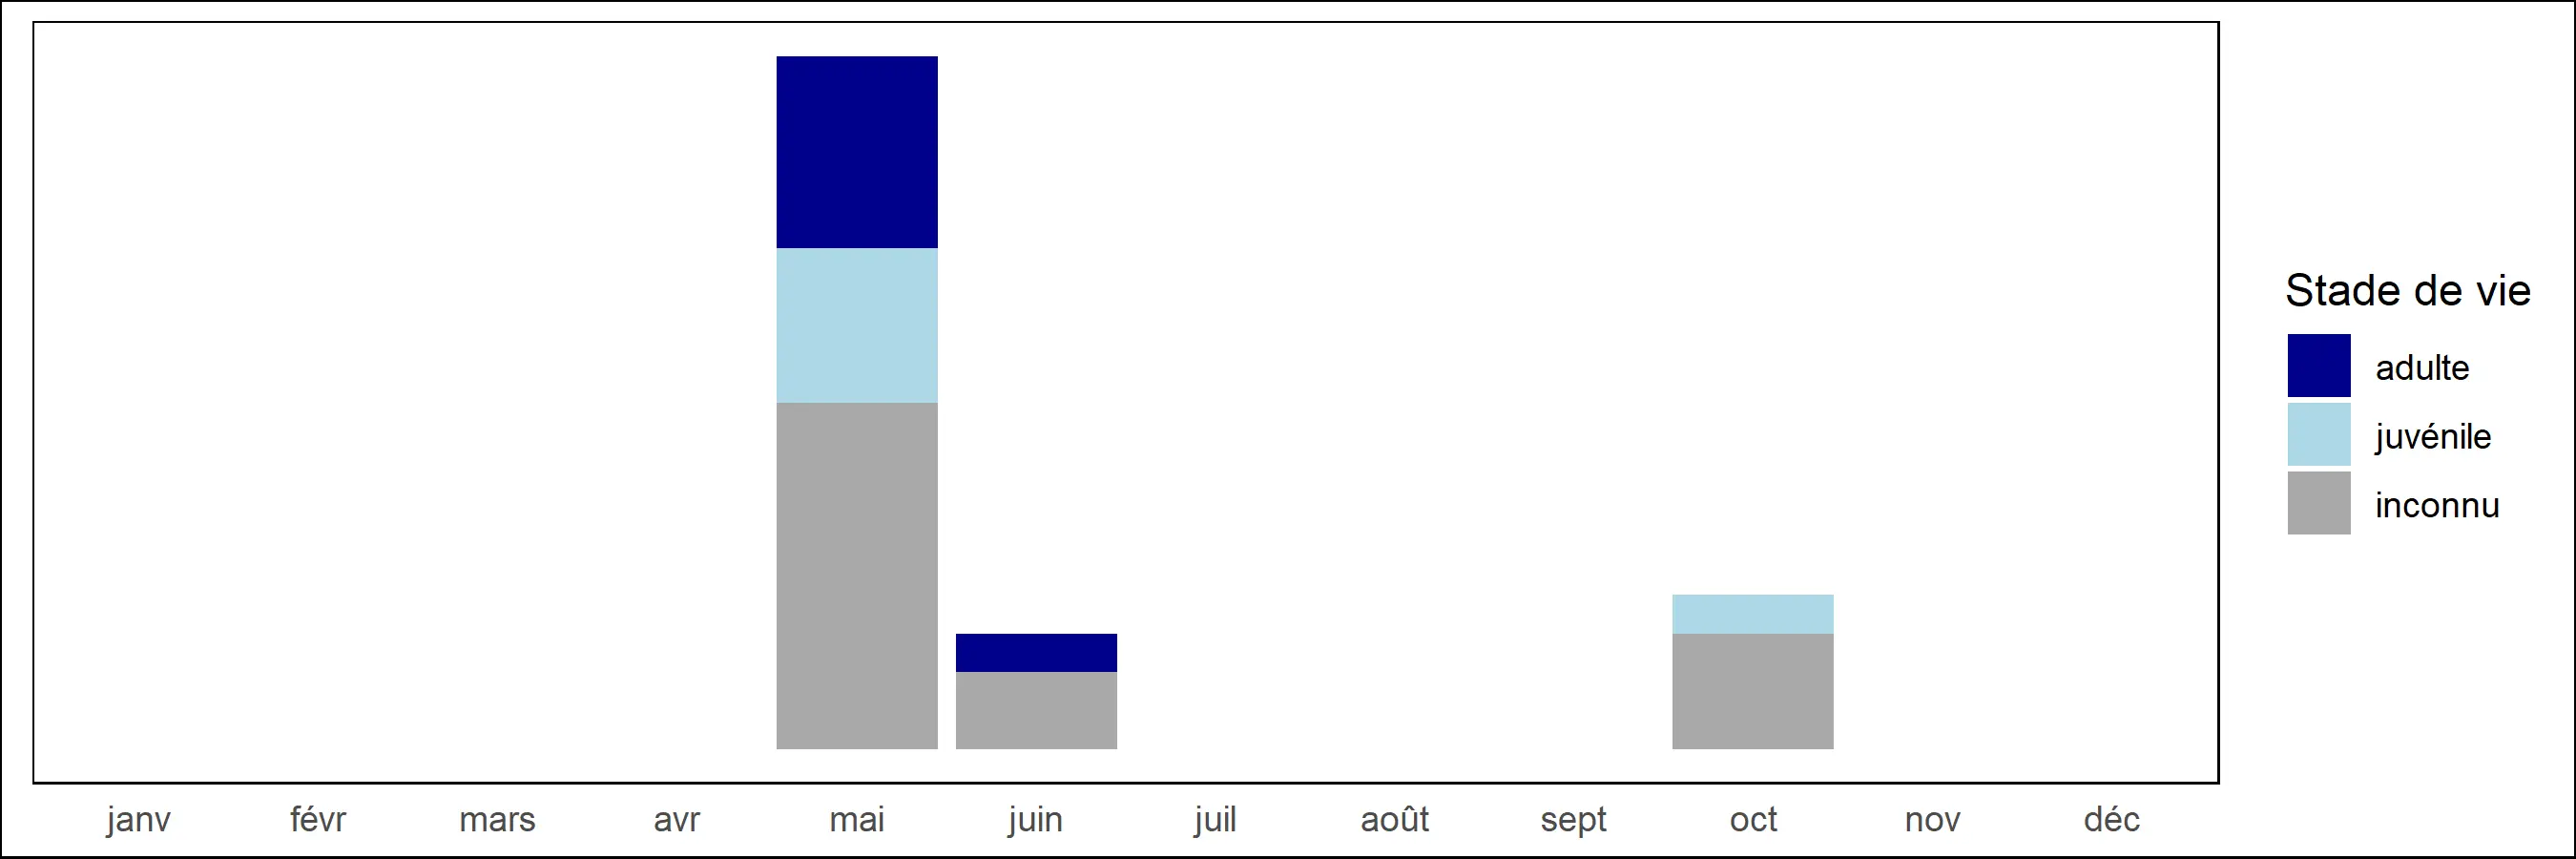 Stade de vie
adulte
juvénile
inconnu
janv févr mars avr mai juin juil août sept oct nov déc